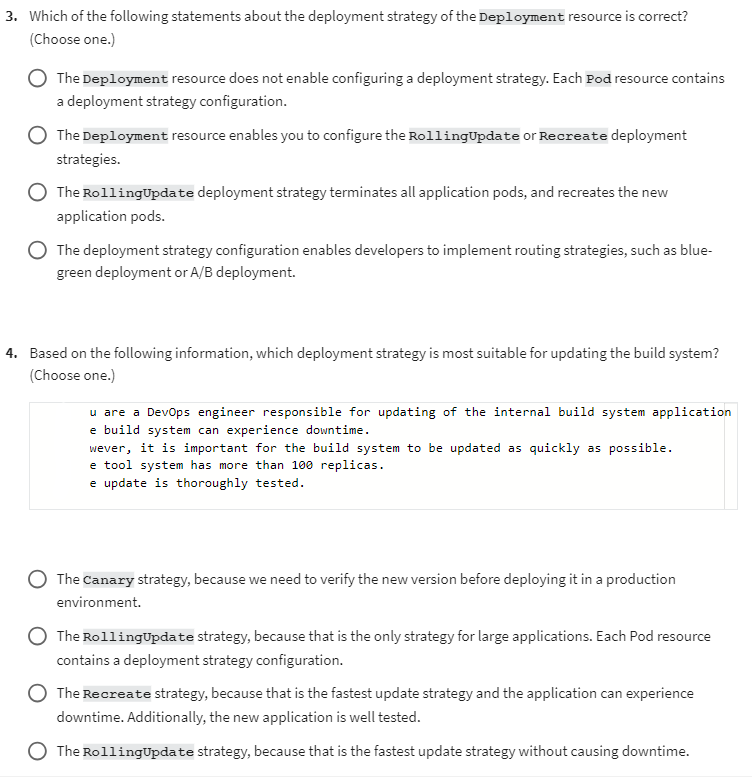 3. Which of the following statements about the deployment strategy of the Deployment resource is correct?
(Choose one.)
The Deployment resource does not enable configuring a deployment strategy. Each Pod resource contains
a deployment strategy configuration.
The Deployment resource enables you to configure the RollingUpdate or Recreate deployment
strategies.
The RollingUpdate deployment strategy terminates all application pods, and recreates the new
application pods.
The deployment strategy configuration enables developers to implement routing strategies, such as blue-
green deployment or A/B deployment.
4. Based on the following information, which deployment strategy is most suitable for updating the build system?
(Choose one.)
u are a DevOps engineer responsible for updating of the internal build system application
e build system can experience downtime.
wever, it is important for the build system to be updated as quickly as possible.
e tool system has more than 100 replicas.
e update is thoroughly tested.
The Canary strategy, because we need to verify the new version before deploying it in a production
environment.
The RollingUpdate strategy, because that is the only strategy for large applications. Each Pod resource
contains a deployment strategy configuration.
The Recreate strategy, because that is the fastest update strategy and the application can experience
downtime. Additionally, the new application is well tested.
The RollingUpdate strategy, because that is the fastest update strategy without causing downtime.